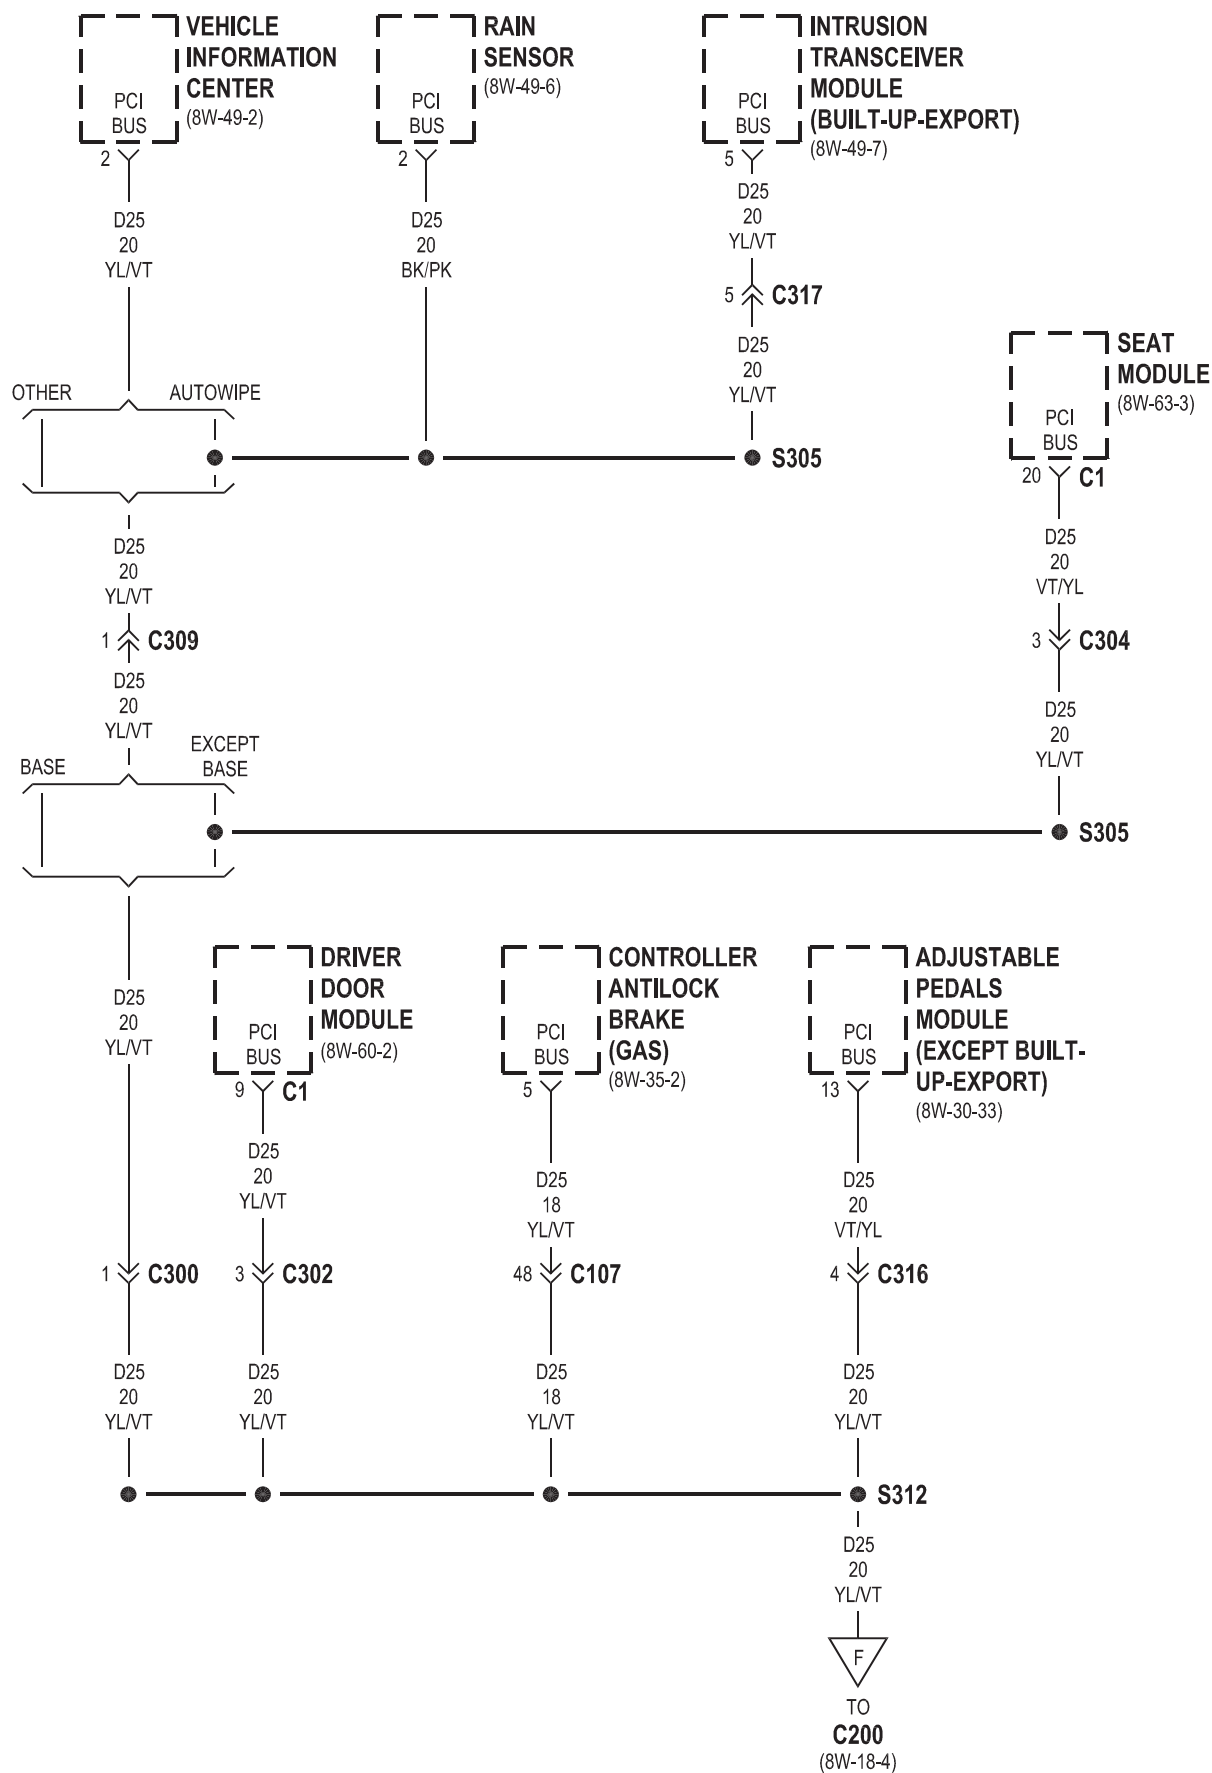 VEHICLE
INFORMATION
CENTER
(8W-49-2)
PCI
BUS
2
RAIN
SENSOR
(8W-49-6)
PCI
BUS
2
INTRUSION
TRANSCEIVER
MODULE
(BUILT-UP-EXPORT)
(8W-49-7)
PCI
BUS
5
D25
20
YL/VT
D25
20
BK/PK
D25
20
YL/VT
5
C317
D25
20
YL/VT
SEAT
MODULE
(8W-63-3)
PCI
BUS
20
C1
OTHER
AUTOWIPE
S305
D25
20
YL/VT
D25
20
VT/YL
1
C309
3
C304
D25
20
YL/VT
D25
20
YL/VT
BASE
EXCEPT
BASE
S305
D25
20
YL/VT
DRIVER
DOOR
MODULE
(8W-60-2)
PCI
BUS
9
C1
CONTROLLER
ANTILOCK
BRAKE
(GAS)
(8W-35-2)
PCI
BUS
5
ADJUSTABLE
PEDALS
MODULE
(EXCEPT BUILT-
UP-EXPORT)
(8W-30-33)
PCI
BUS
13
D25
20
YL/VT
D25
18
YL/VT
D25
20
VT/YL
1
C300
3
C302
48
C107
4
C316
D25
20
YL/VT
D25
20
YL/VT
D25
18
YL/VT
D25
20
YL/VT
S312
D25
20
YL/VT
F
TO
C200
(8W-18-4)